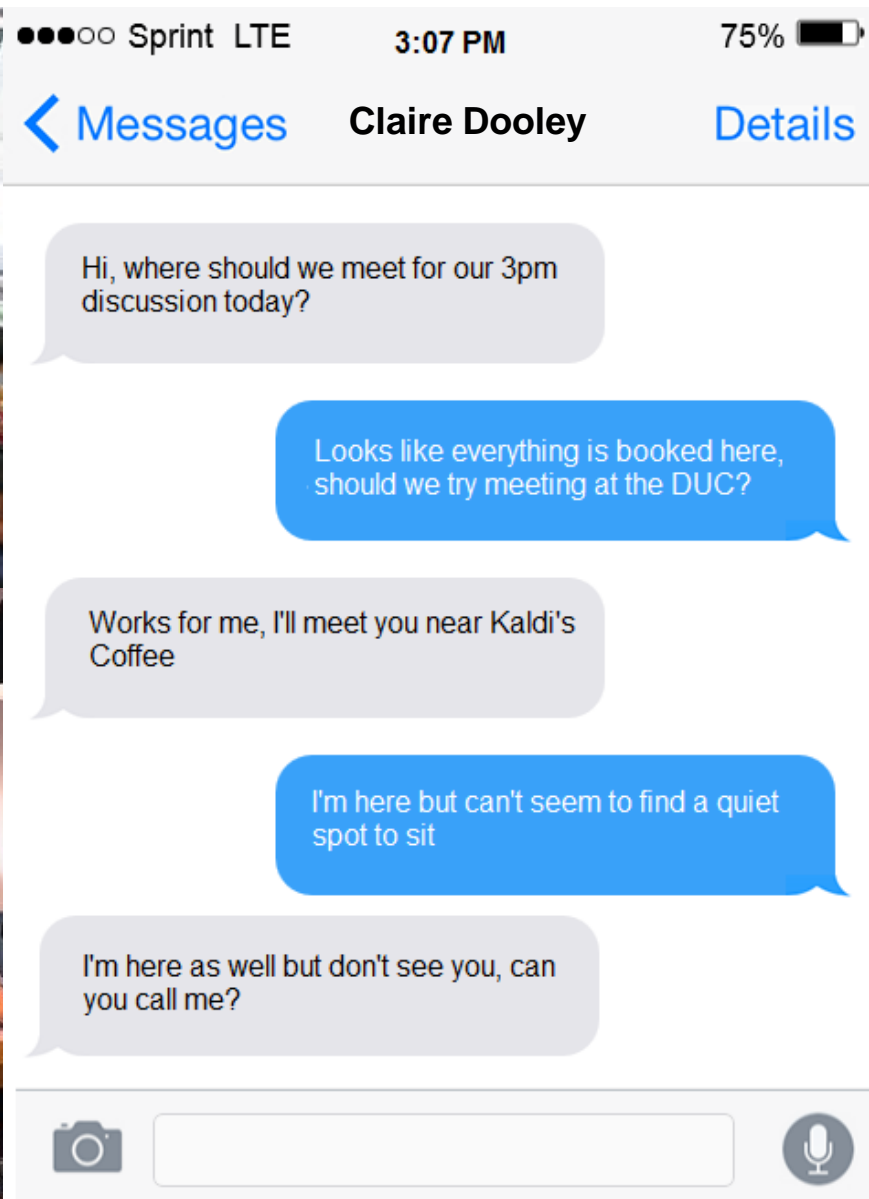 ●●●○○ Sprint LTE 3:07 PM 75%
Messages Claire Dooley Details
Hi, where should we meet for our 3pm
discussion today?
Looks like everything is booked here,
should we try meeting at the DUC?
Works for me, I'll meet you near Kaldi's
Coffee
I'm here but can't seem to find a quiet
spot to sit
I'm here as well but don't see you, can
you call me?